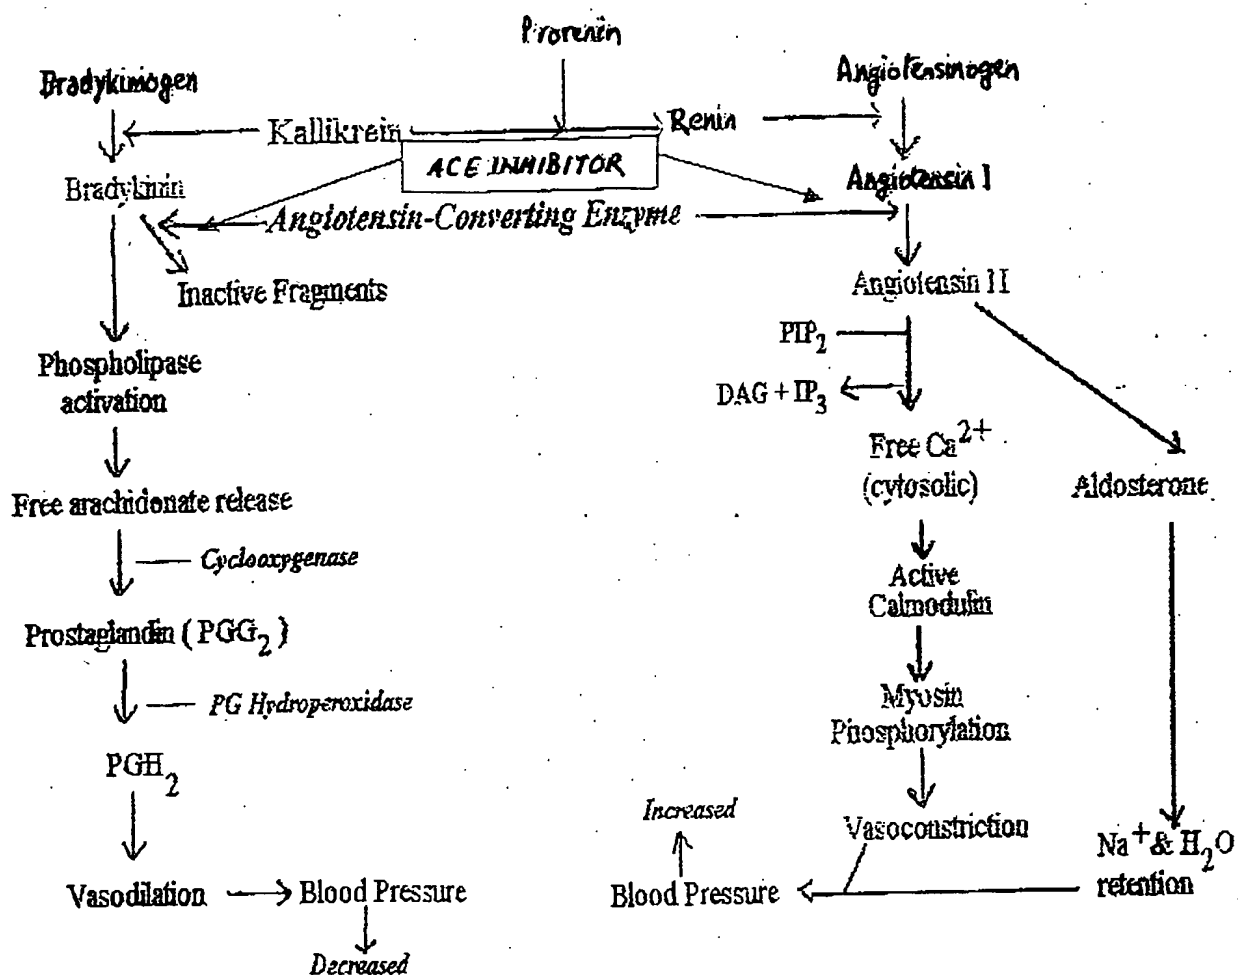 Prorenin
Bradykinogen
Angiotensinogen
Kallikrein
Renin
ACE INHIBITOR
Bradykinin
Angiotensin I
Angiotensin-Converting Enzyme
Inactive Fragments
Angiotensin II
PIP2
DAG + IP3
Phospholipase
activation
Free Ca2+
(cytosolic)
Aldosterone
Free arachidonate release
Cyclooxygenase
Active
Calmodulin
Prostaglandin (PGG2)
PG Hydroperoxidase
Myosin
Phosphorylation
PGH2
Increased
Vasoconstriction
Na+ & H2O
retention
Vasodilation
Blood Pressure
Blood Pressure
Decreased